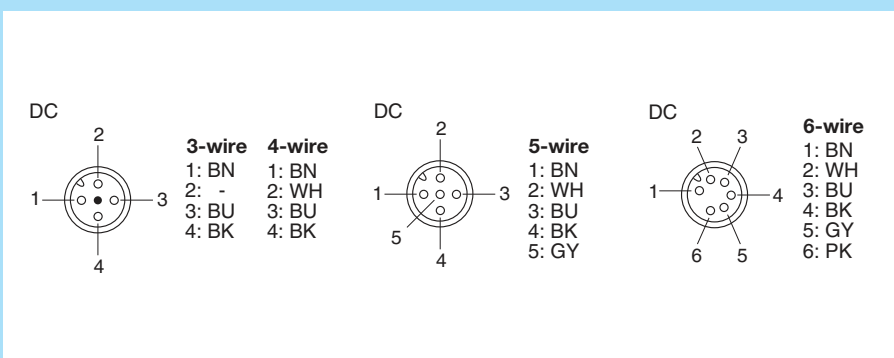 DC
2
1
3
4
3-wire
1: BN
2: -
3: BU
4: BK
4-wire
1: BN
2: WH
3: BU
4: BK
DC
2
1
3
5
4
5-wire
1: BN
2: WH
3: BU
4: BK
5: GY
DC
2
3
1
4
6
5
6-wire
1: BN
2: WH
3: BU
4: BK
5: GY
6: PK